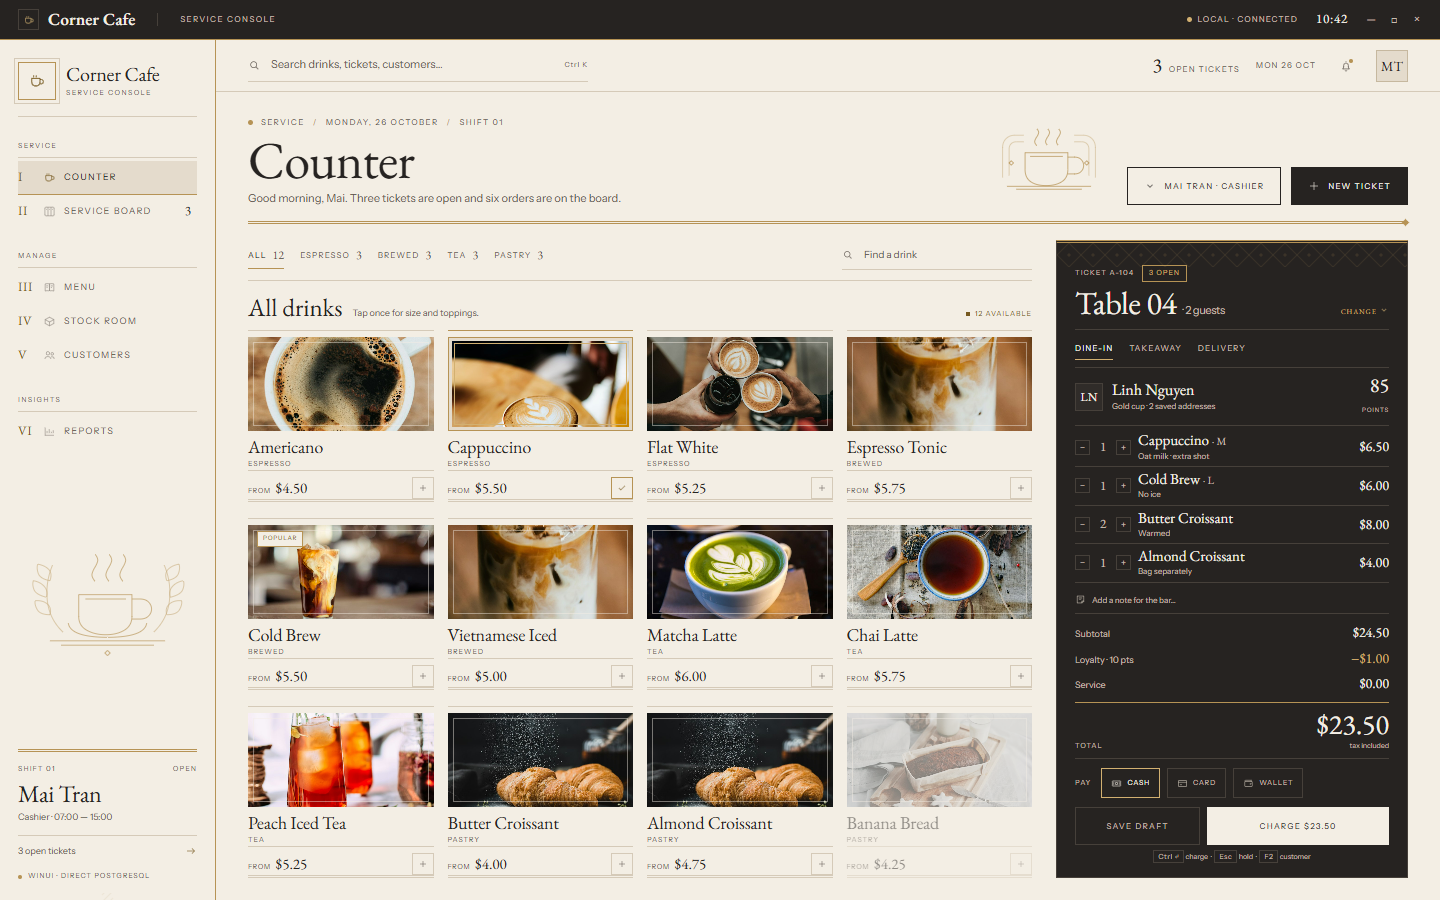 Corner Cafe
SERVICE CONSOLE
LOCAL · CONNECTED
10:42
Corner Cafe
SERVICE CONSOLE
Search drinks, tickets, customers...
Ctrl K
3 OPEN TICKETS
MON 26 OCT
MT
SERVICE
I COUNTER
II SERVICE BOARD 3
MANAGE
III MENU
IV STOCK ROOM
V CUSTOMERS
INSIGHTS
VI REPORTS
SHIFT 01 OPEN
Mai Tran
Cashier · 07:00 — 15:00
3 open tickets
WINUI · DIRECT POSTGRESQL
SERVICE / MONDAY, 26 OCTOBER / SHIFT 01
Counter
Good morning, Mai. Three tickets are open and six orders are on the board.
MAI TRAN · CASHIER
NEW TICKET
ALL 12 ESPRESSO 3 BREWED 3 TEA 3 PASTRY 3
Find a drink
All drinks Tap once for size and toppings.
12 AVAILABLE
Americano
ESPRESSO
FROM $4.50
Cappuccino
ESPRESSO
FROM $5.50
Flat White
ESPRESSO
FROM $5.25
Espresso Tonic
BREWED
FROM $5.75
POPULAR
Cold Brew
BREWED
FROM $5.50
Vietnamese Iced
BREWED
FROM $5.00
Matcha Latte
TEA
FROM $6.00
Chai Latte
TEA
FROM $5.75
Peach Iced Tea
TEA
FROM $5.25
Butter Croissant
PASTRY
FROM $4.00
Almond Croissant
PASTRY
FROM $4.75
Banana Bread
PASTRY
FROM $4.25
TICKET A-104 3 OPEN
Table 04 · 2 guests
CHANGE
DINE-IN TAKEAWAY DELIVERY
LN
Linh Nguyen
Gold cup · 2 saved addresses
85
POINTS
1 Cappuccino · M $6.50
Oat milk · extra shot
1 Cold Brew · L $6.00
No ice
2 Butter Croissant $8.00
Warmed
1 Almond Croissant $4.00
Bag separately
Add a note for the bar...
Subtotal $24.50
Loyalty · 10 pts −$1.00
Service $0.00
TOTAL $23.50
tax included
PAY CASH CARD WALLET
SAVE DRAFT
CHARGE $23.50
Ctrl ⏎ charge · Esc hold · F2 customer